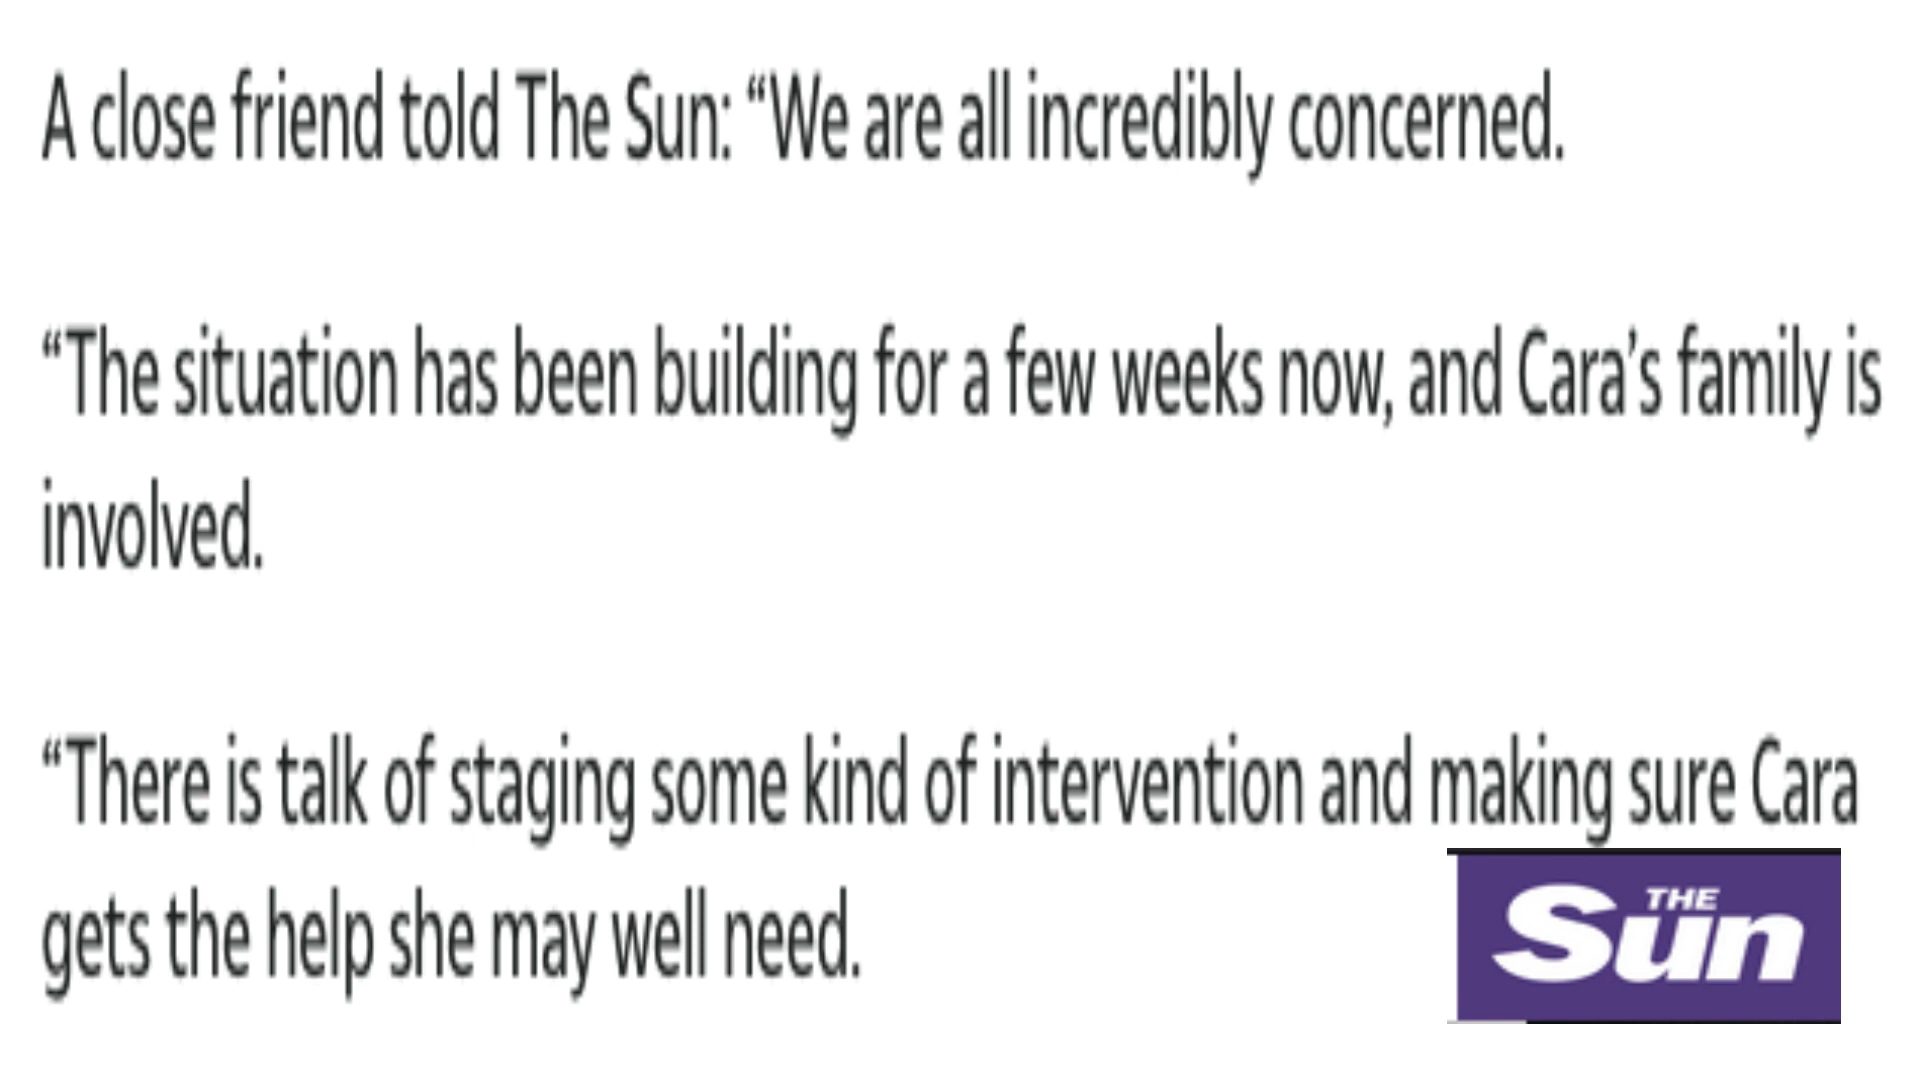 A close friend told The Sun: “We are all incredibly concerned.
“The situation has been building for a few weeks now, and Cara’s family is
involved.
“There is talk of staging some kind of intervention and making sure Cara
gets the help she may well need.
THE
Sun